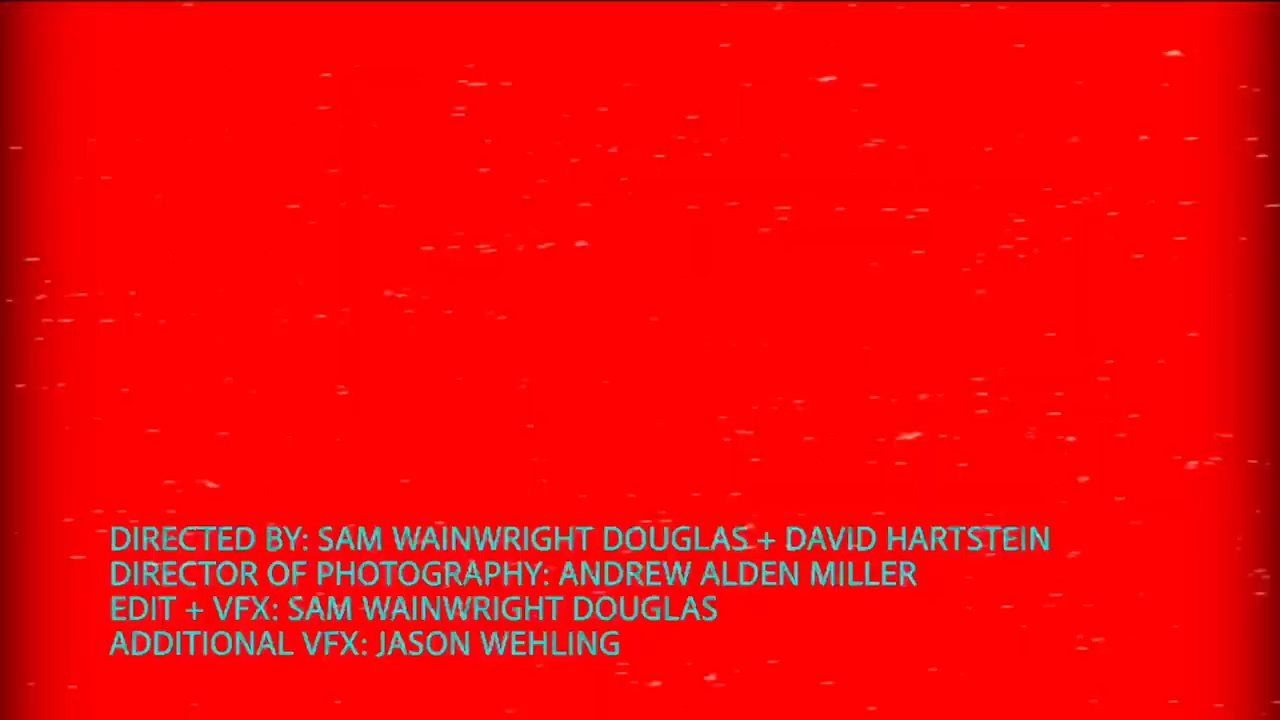 DIRECTED BY: SAM WAINWRIGHT DOUGLAS + DAVID HARTSTEIN
DIRECTOR OF PHOTOGRAPHY: ANDREW ALDEN MILLER
EDIT + VFX: SAM WAINWRIGHT DOUGLAS
ADDITIONAL VFX: JASON WEHLING